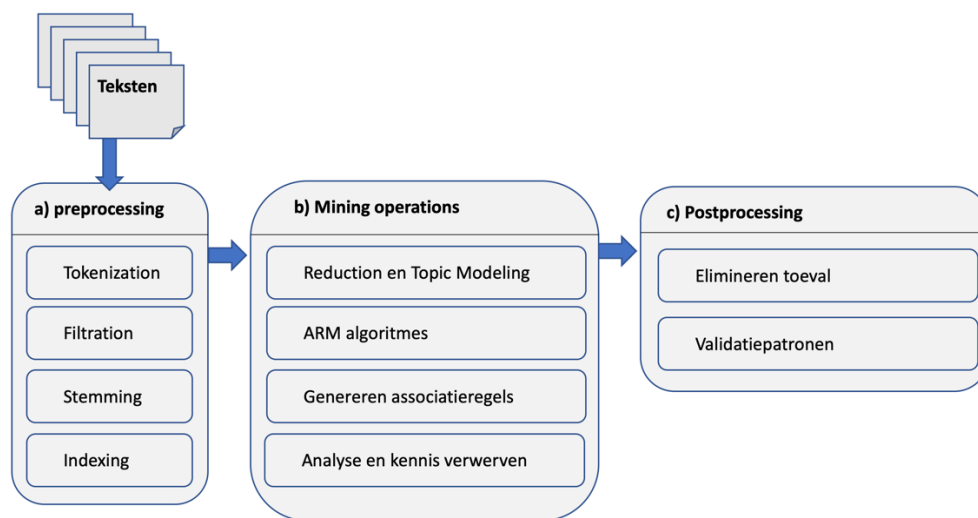 Teksten
a) preprocessing
Tokenization
Filtration
Stemming
Indexing
b) Mining operations
Reduction en Topic Modeling
ARM algoritmes
Genereren associatieregels
Analyse en kennis verwerven
c) Postprocessing
Elimineren toeval
Validatiepatronen